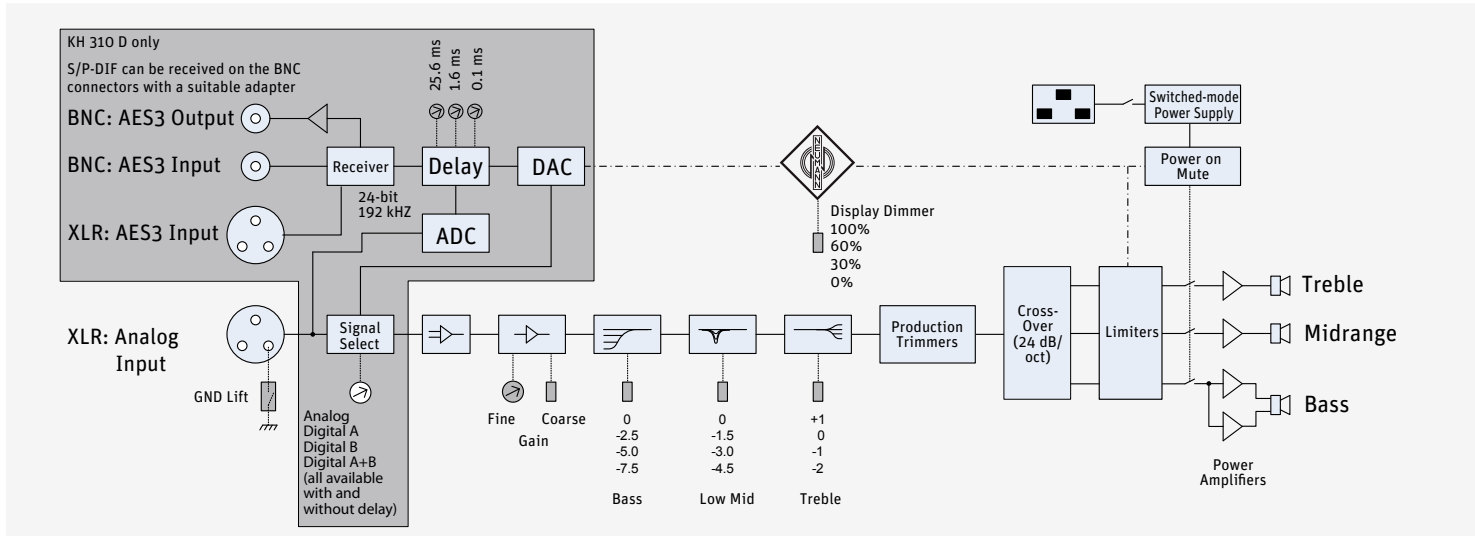 KH 310 D only
S/P-DIF can be received on the BNC
connectors with a suitable adapter
25.6 ms
1.6 ms
0.1 ms
BNC: AES3 Output
BNC: AES3 Input
Receiver
Delay
DAC
24-bit
192 kHZ
XLR: AES3 Input
ADC
NEUMANN
Display Dimmer
100%
60%
30%
0%
Switched-mode
Power Supply
Power on
Mute
XLR: Analog
Input
GND Lift
Signal
Select
Analog
Digital A
Digital B
Digital A+B
(all available
with and
without delay)
Fine
Coarse
Gain
0
-2.5
-5.0
-7.5
Bass
0
-1.5
-3.0
-4.5
Low Mid
+1
0
-1
-2
Treble
Production
Trimmers
Cross-
Over
(24 dB/
oct)
Limiters
Treble
Midrange
Bass
Power
Amplifiers